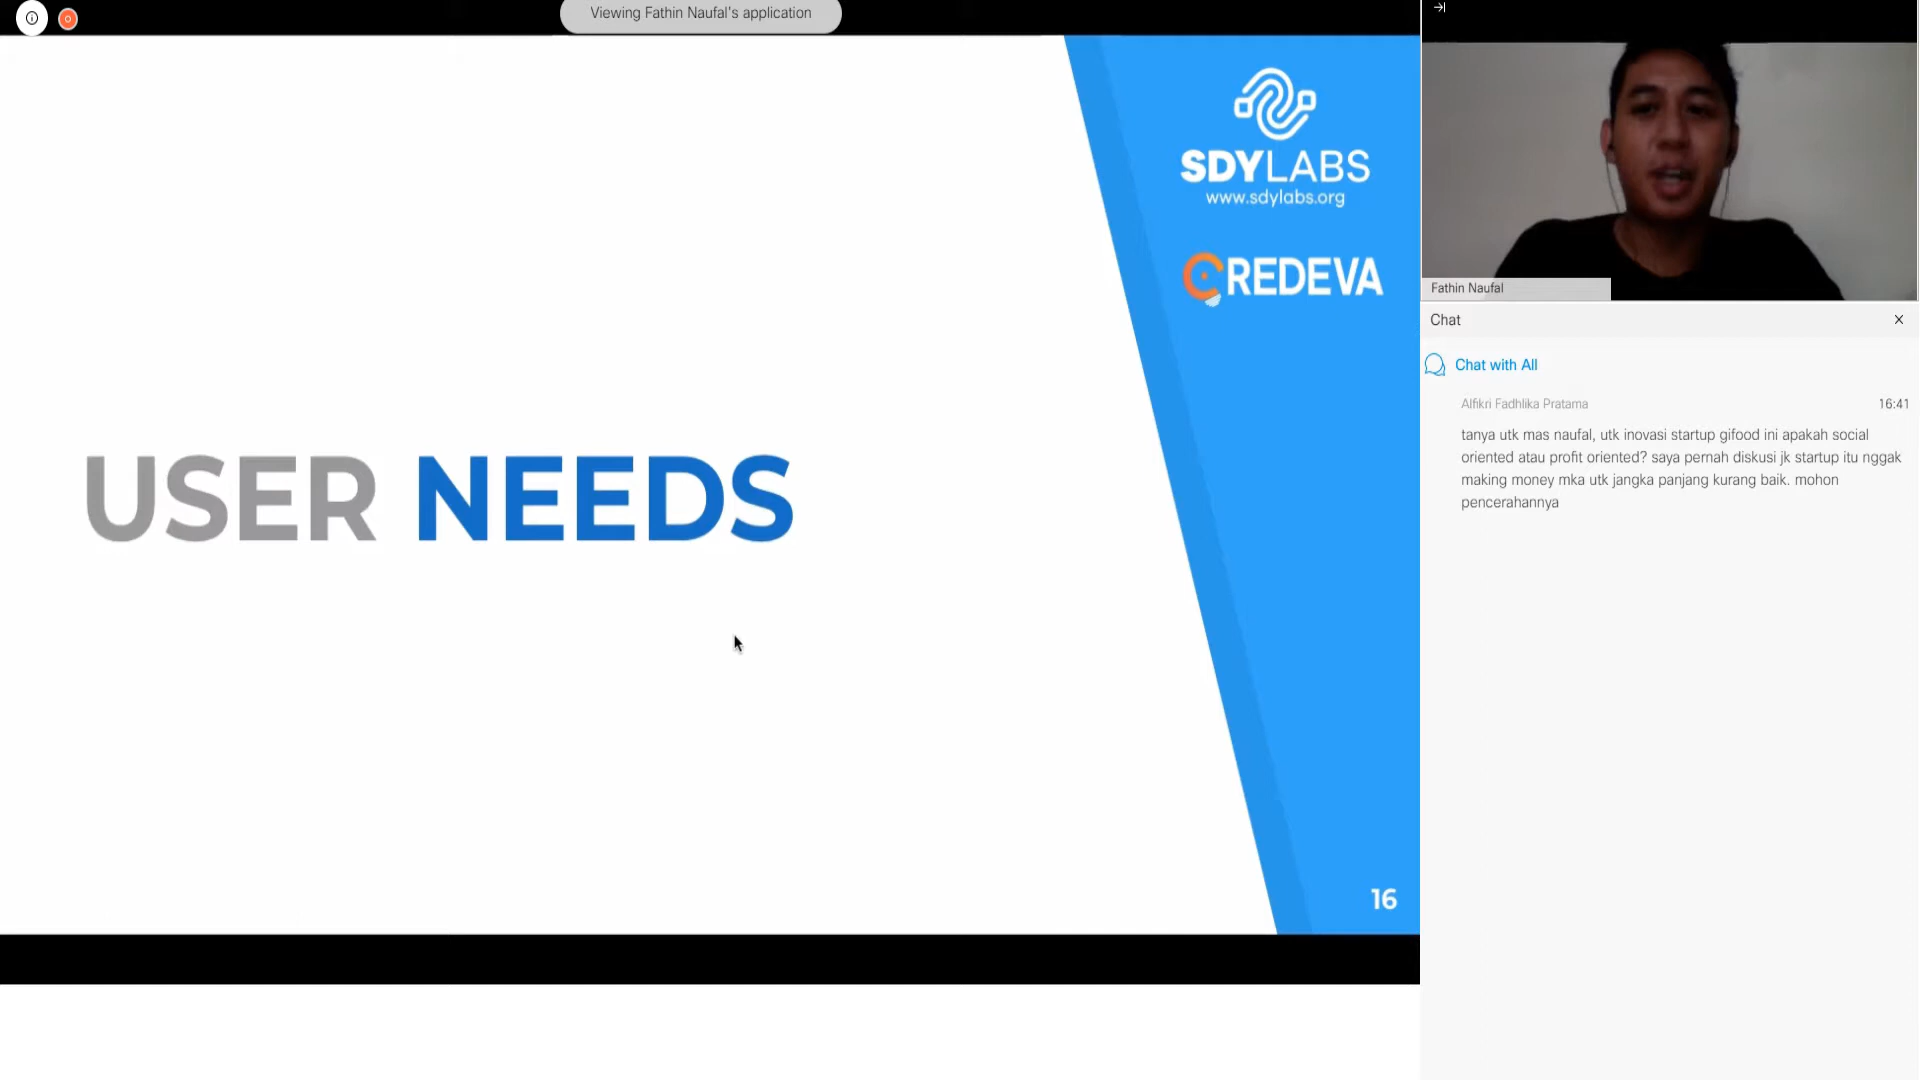 Viewing Fathin Naufal's application
SDYLABS
www.sdylabs.org
CREDEVA
USER NEEDS
16
Fathin Naufal
Chat
Chat with All
Alfikri Fadhlika Pratama 16:41
tanya utk mas naufal, utk inovasi startup gifood ini apakah social
oriented atau profit oriented? saya pernah diskusi jk startup itu nggak
making money mka utk jangka panjang kurang baik. mohon
pencerahannya